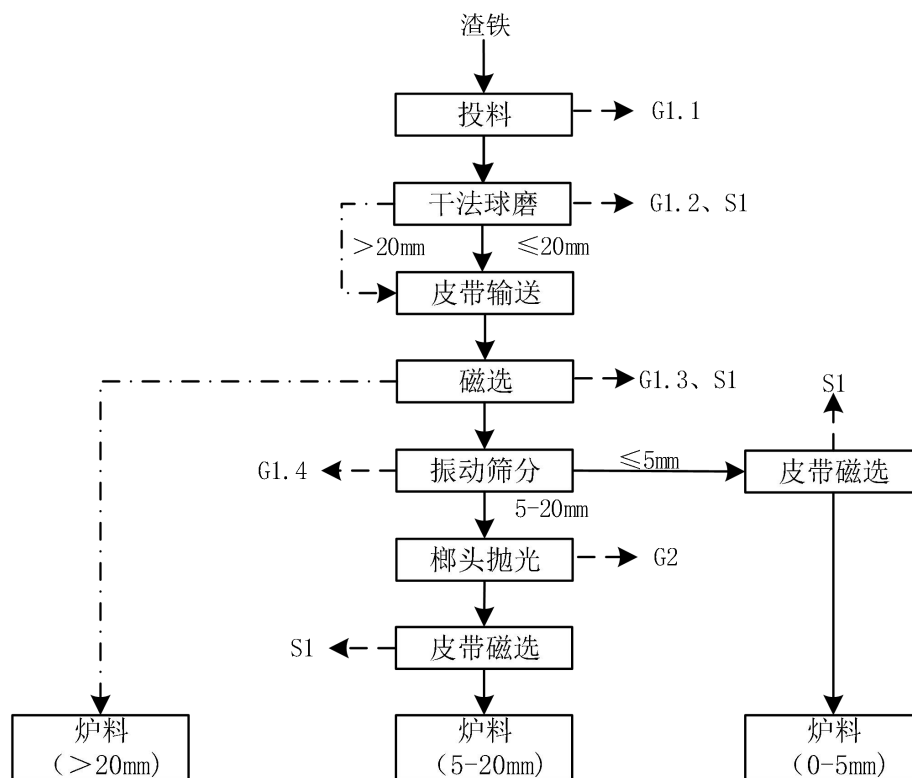 渣铁
投料
G1.1
干法球磨
G1.2、S1
>20mm
≤20mm
皮带输送
磁选
G1.3、S1
S1
G1.4
振动筛分
≤5mm
皮带磁选
5-20mm
榔头抛光
G2
S1
皮带磁选
炉料
（>20mm）
炉料
（5-20mm）
炉料
（0-5mm）